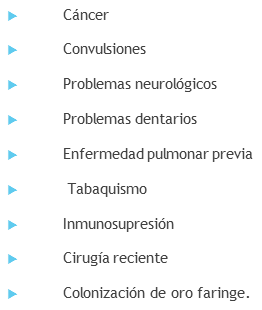 Cáncer
Convulsiones
Problemas neurológicos
Problemas dentarios
Enfermedad pulmonar previa
Tabaquismo
Inmunosupresión
Cirugía reciente
Colonización de oro faringe.